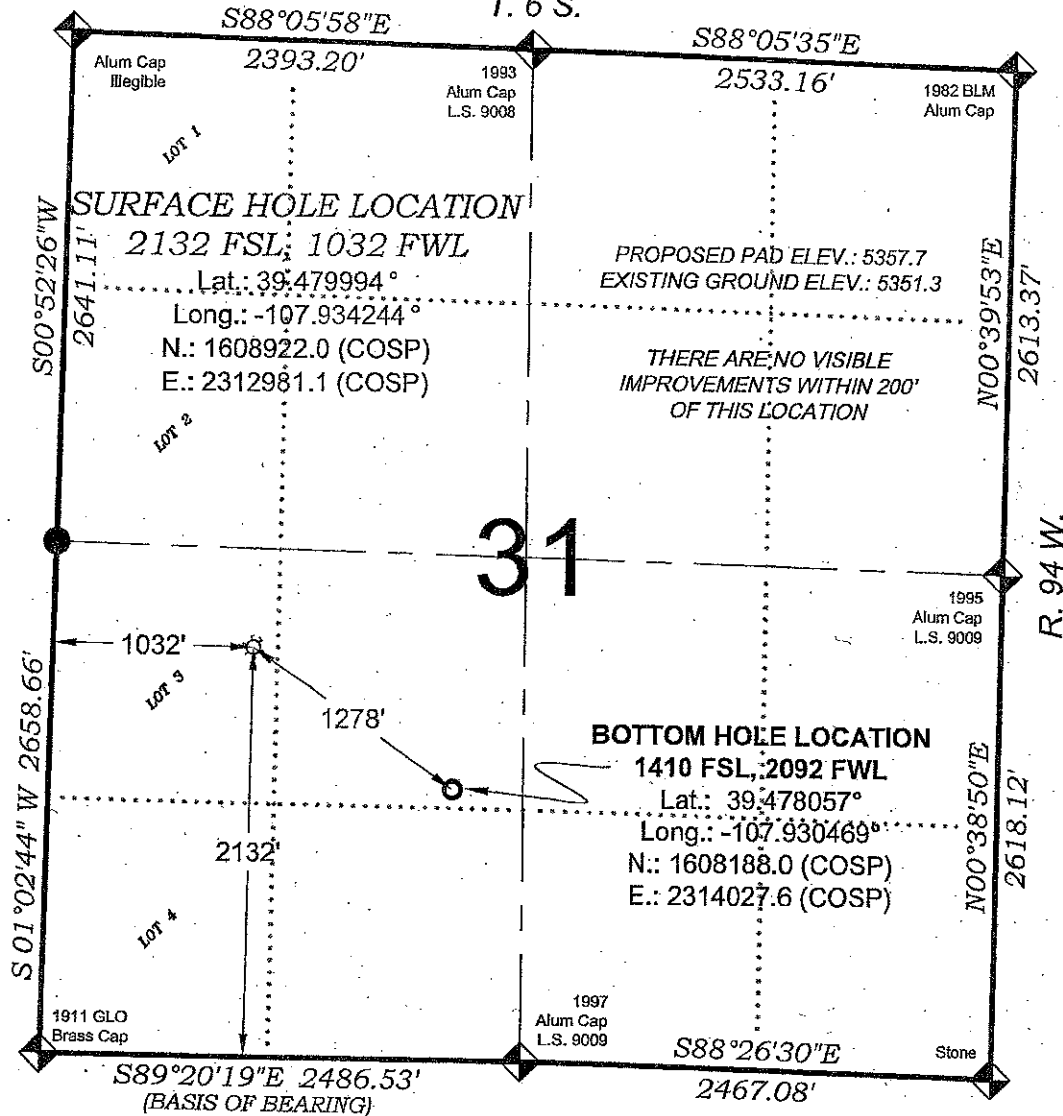 T. 6 S.
S88°05'58"E
2393.20'
S88°05'35"E
2533.16'
Alum Cap
Illegible
1993
Alum Cap
L.S. 9008
1982 BLM
Alum Cap
LOT 1
SURFACE HOLE LOCATION
2132 FSL, 1032 FWL
Lat.: 39.479994°
Long.: -107.934244°
N.: 1608922.0 (COSP)
E.: 2312981.1 (COSP)
S00°52'26"W
2641.11'
PROPOSED PAD ELEV.: 5357.7
EXISTING GROUND ELEV.: 5351.3
THERE ARE NO VISIBLE
IMPROVEMENTS WITHIN 200'
OF THIS LOCATION
N00°39'53"E
2613.37'
LOT 2
31
R. 94 W.
1995
Alum Cap
L.S. 9009
1032'
LOT 3
1278'
S 01°02'44" W 2658.66'
BOTTOM HOLE LOCATION
1410 FSL, 2092 FWL
Lat.: 39.478057°
Long.: -107.930469°
N.: 1608188.0 (COSP)
E.: 2314027.6 (COSP)
N00°38'50"E
2618.12'
2132'
LOT 4
1911 GLO
Brass Cap
1997
Alum Cap
L.S. 9009
Stone
S89°20'19"E 2486.53'
(BASIS OF BEARING)
S88°26'30"E
2467.08'